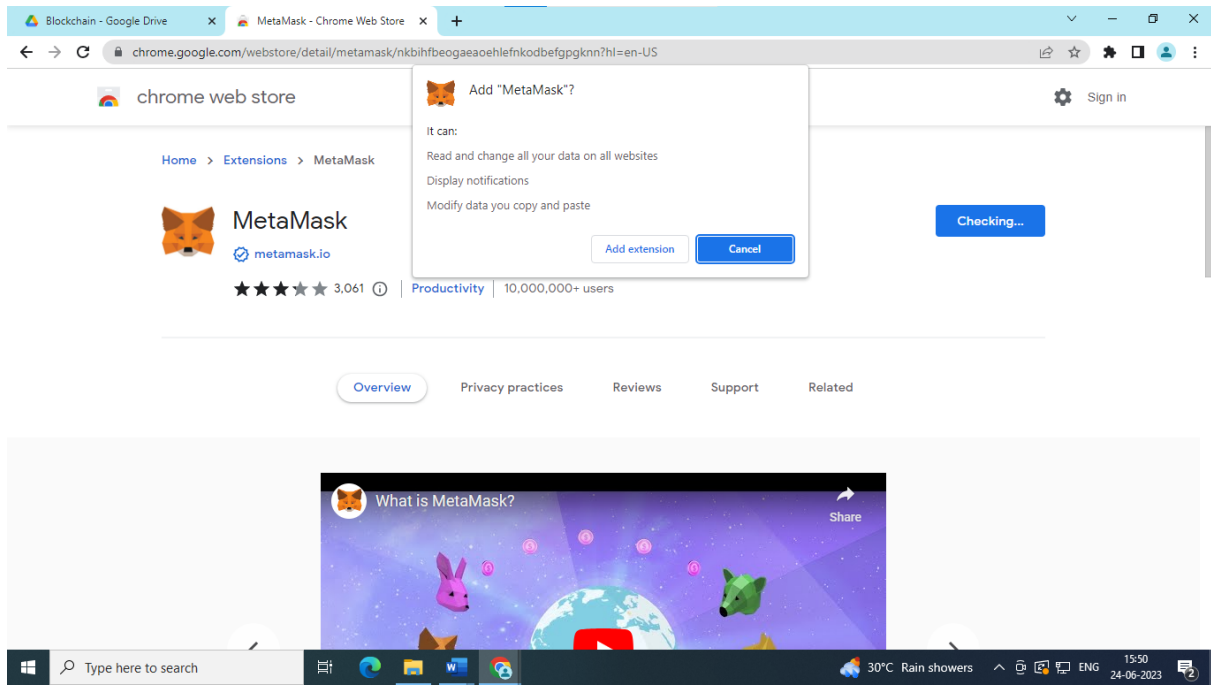 Blockchain - Google Drive
MetaMask - Chrome Web Store
chrome.google.com/webstore/detail/metamask/nkbihfbeogaeaoehlefnkodbefgpgknn?hl=en-US
chrome web store
Sign in
Add "MetaMask"?
It can:
Read and change all your data on all websites
Display notifications
Modify data you copy and paste
Add extension Cancel
Home > Extensions > MetaMask
MetaMask
Checking...
metamask.io
3,061 Productivity 10,000,000+ users
Overview Privacy practices Reviews Support Related
What is MetaMask?
Share
Type here to search
30°C Rain showers
ENG
15:50
24-06-2023
2